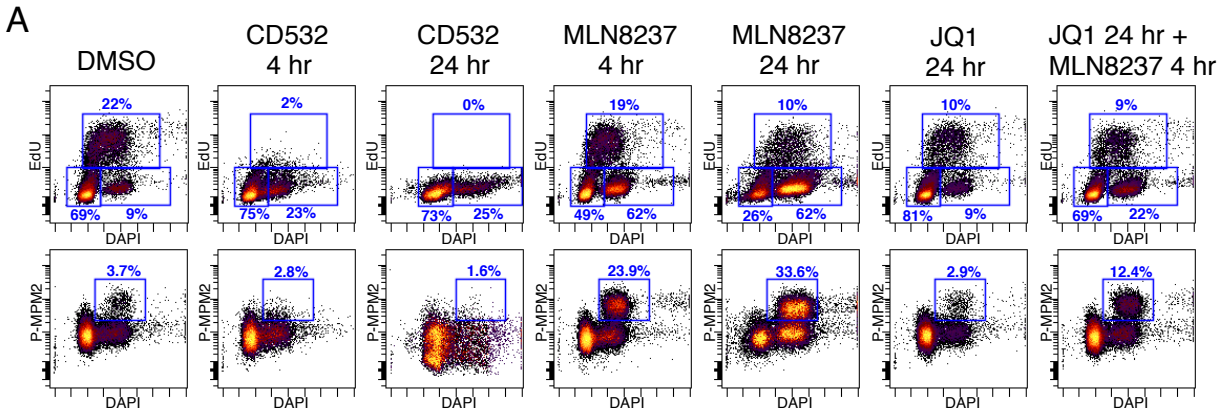 A
DMSO
CD532
4 hr
CD532
24 hr
MLN8237
4 hr
MLN8237
24 hr
JQ1
24 hr
JQ1 24 hr +
MLN8237 4 hr
EdU
22%
69%
9%
DAPI
EdU
2%
75%
23%
DAPI
EdU
0%
73%
25%
DAPI
EdU
19%
49%
62%
DAPI
EdU
10%
26%
62%
DAPI
EdU
10%
81%
9%
DAPI
EdU
9%
69%
22%
DAPI
P-MPM2
3.7%
DAPI
P-MPM2
2.8%
DAPI
P-MPM2
1.6%
DAPI
P-MPM2
23.9%
DAPI
P-MPM2
33.6%
DAPI
P-MPM2
2.9%
DAPI
P-MPM2
12.4%
DAPI